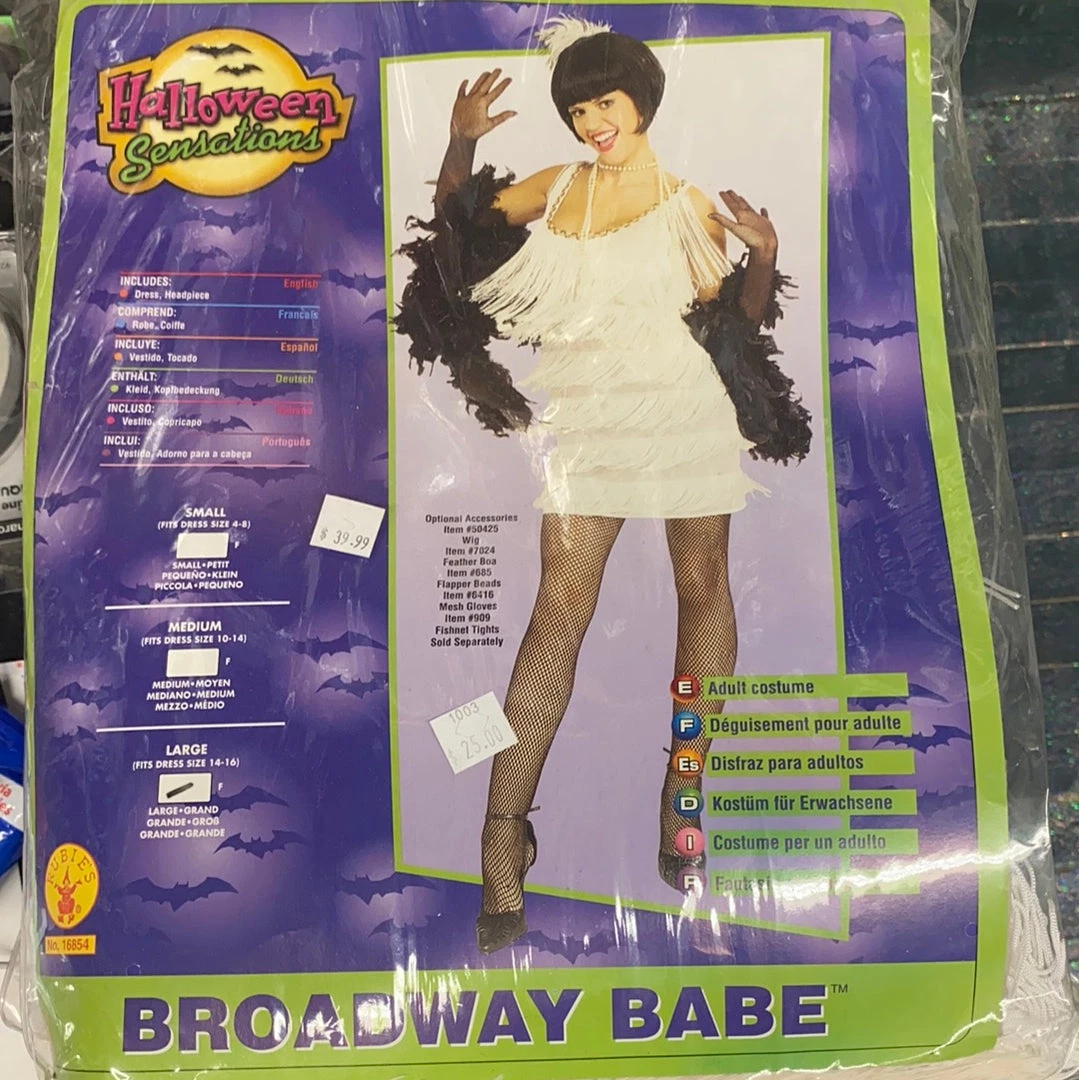 Halloween
Sensations
™
INCLUDES: English
Dress, Headpiece
COMPREND: Francais
Robe, Coiffe
INCLUYE: Español
Vestido, Tocado
ENTHÄLT: Deutsch
Kleid, Kopfbedeckung
INCLUSO:
Vestito, Copricapo
INCLUI: Português
Vestido, Adorno para a cabeça
SMALL
(FITS DRESS SIZE 4-8)
F
SMALL•PETIT
PEQUEÑO•KLEIN
PICCOLA•PEQUENO
MEDIUM
(FITS DRESS SIZE 10-14)
F
MEDIUM•MOYEN
MEDIANO•MEDIUM
MEZZO•MÉDIO
LARGE
(FITS DRESS SIZE 14-16)
F
LARGE•GRAND
GRANDE•GROß
GRANDE•GRANDE
$ 39.99
Optional Accessories
Item #50425
Wig
Item #7024
Feather Boa
Item #685
Flapper Beads
Item #6416
Mesh Gloves
Item #909
Fishnet Tights
Sold Separately
1003
$ 25.00
E Adult costume
F Déguisement pour adulte
Es Disfraz para adultos
D Kostüm für Erwachsene
I Costume per un adulto
P
RUBIE'S
No. 16854
BROADWAY BABE™